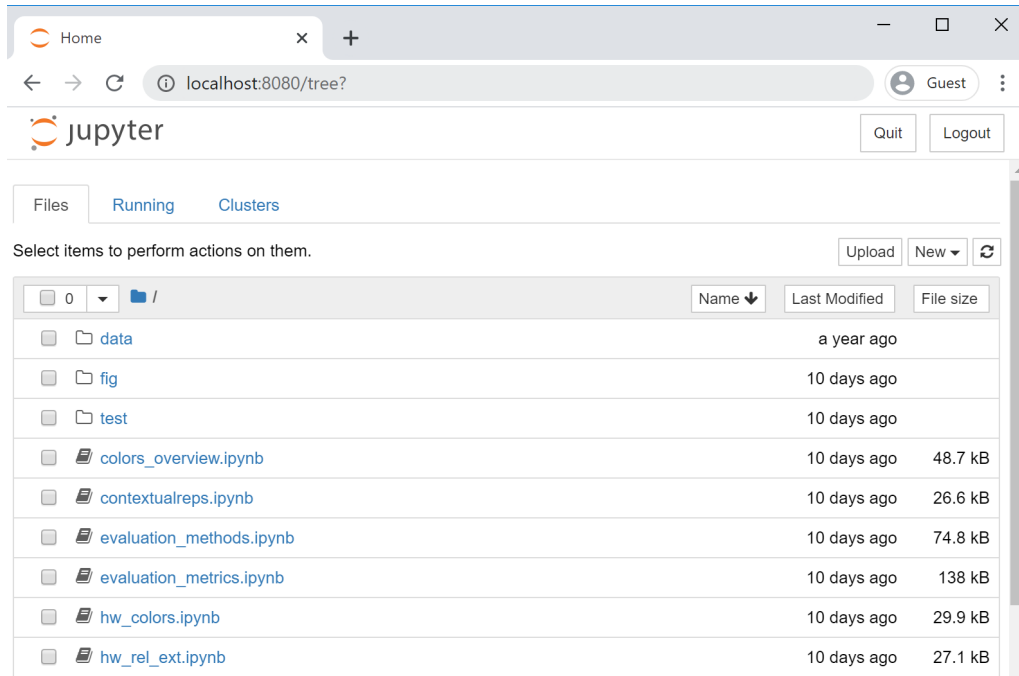 Home
localhost:8080/tree?
Guest
jupyter
Quit Logout
Files Running Clusters
Select items to perform actions on them.
Upload New
0 / Name Last Modified File size
data a year ago
fig 10 days ago
test 10 days ago
colors_overview.ipynb 10 days ago 48.7 kB
contextualreps.ipynb 10 days ago 26.6 kB
evaluation_methods.ipynb 10 days ago 74.8 kB
evaluation_metrics.ipynb 10 days ago 138 kB
hw_colors.ipynb 10 days ago 29.9 kB
hw_rel_ext.ipynb 10 days ago 27.1 kB